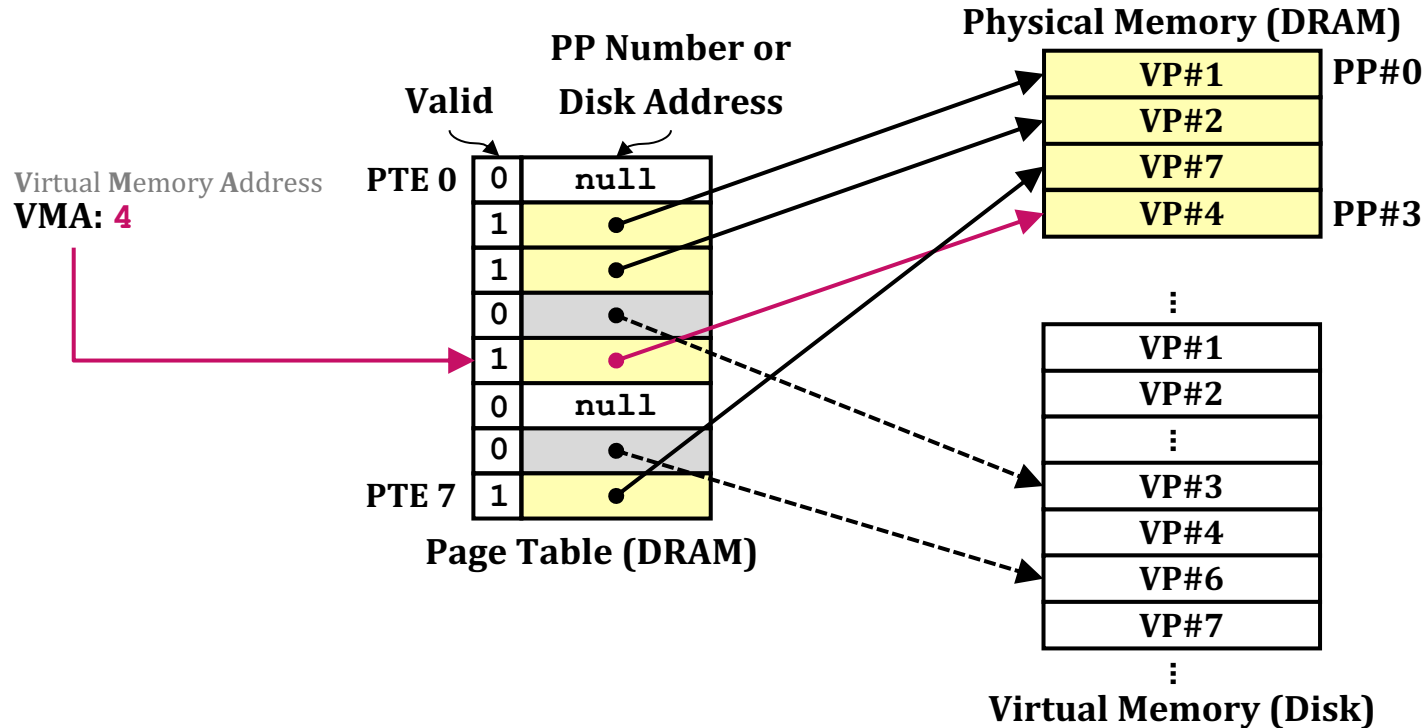 Physical Memory (DRAM)
PP Number or
Disk Address
Valid
Virtual Memory Address
VMA: 4
PTE 0
0 null
1
1
0
1
0 null
0
PTE 7 1
Page Table (DRAM)
VP#1 PP#0
VP#2
VP#7
VP#4 PP#3
⋮
VP#1
VP#2
⋮
VP#3
VP#4
VP#6
VP#7
⋮
Virtual Memory (Disk)